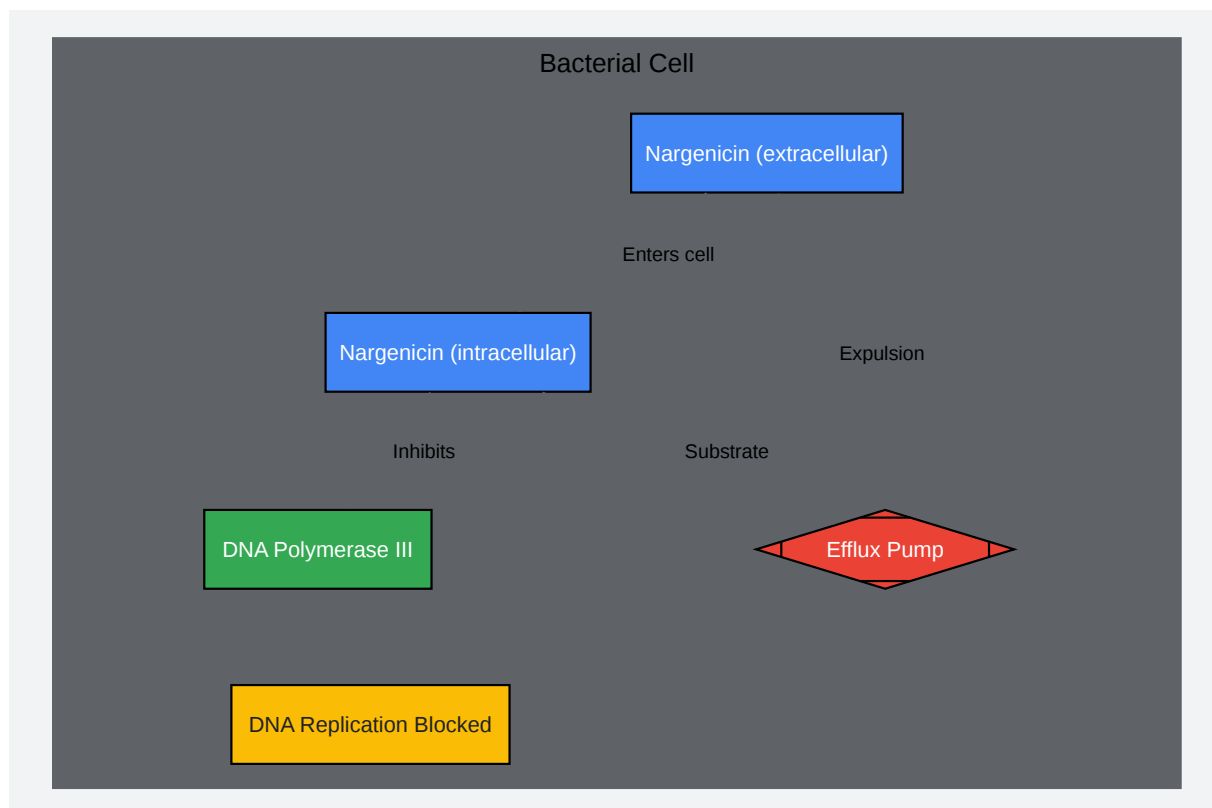 Bacterial Cell
Nargenicin (extracellular)
Enters cell
Nargenicin (intracellular)
Expulsion
Inhibits
Substrate
DNA Polymerase III
Efflux Pump
DNA Replication Blocked